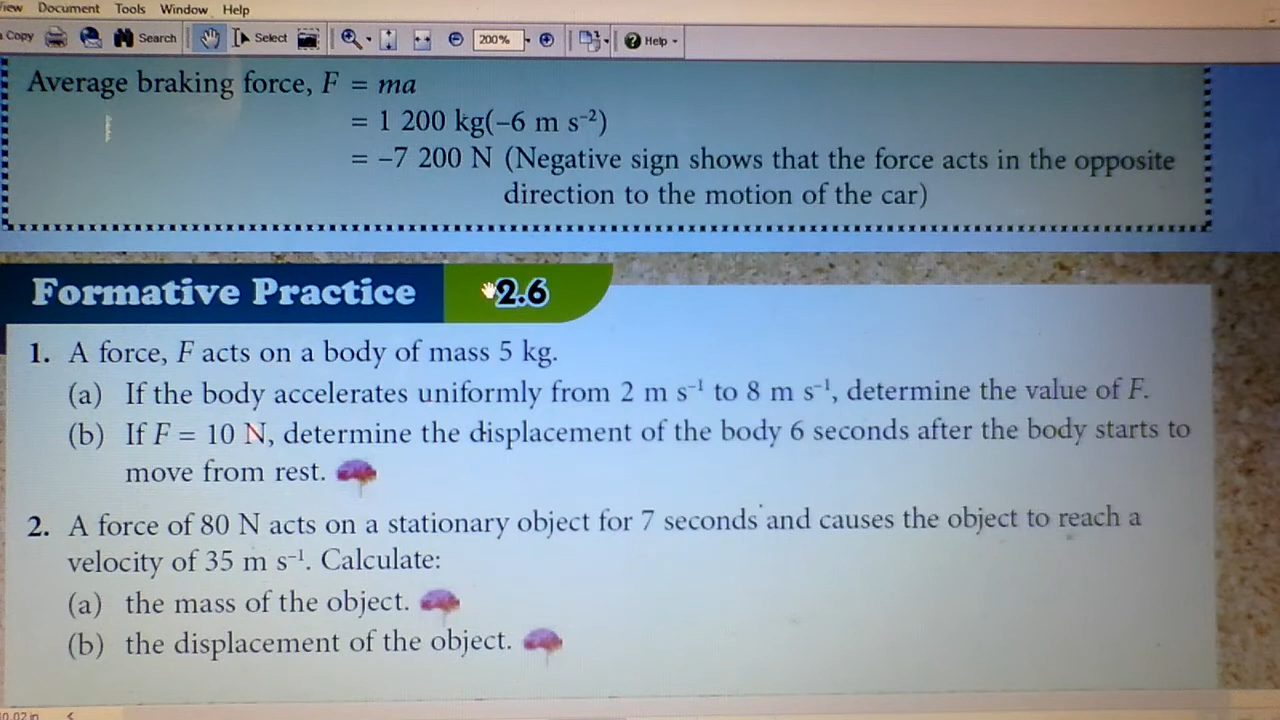 View Document Tools Window Help
Copy Search Select 200% Help
Average braking force, F = ma
= 1 200 kg(–6 m s⁻²)
= –7 200 N (Negative sign shows that the force acts in the opposite
direction to the motion of the car)
Formative Practice 2.6
1. A force, F acts on a body of mass 5 kg.
(a) If the body accelerates uniformly from 2 m s⁻¹ to 8 m s⁻¹, determine the value of F.
(b) If F = 10 N, determine the displacement of the body 6 seconds after the body starts to
move from rest.
2. A force of 80 N acts on a stationary object for 7 seconds and causes the object to reach a
velocity of 35 m s⁻¹. Calculate:
(a) the mass of the object.
(b) the displacement of the object.